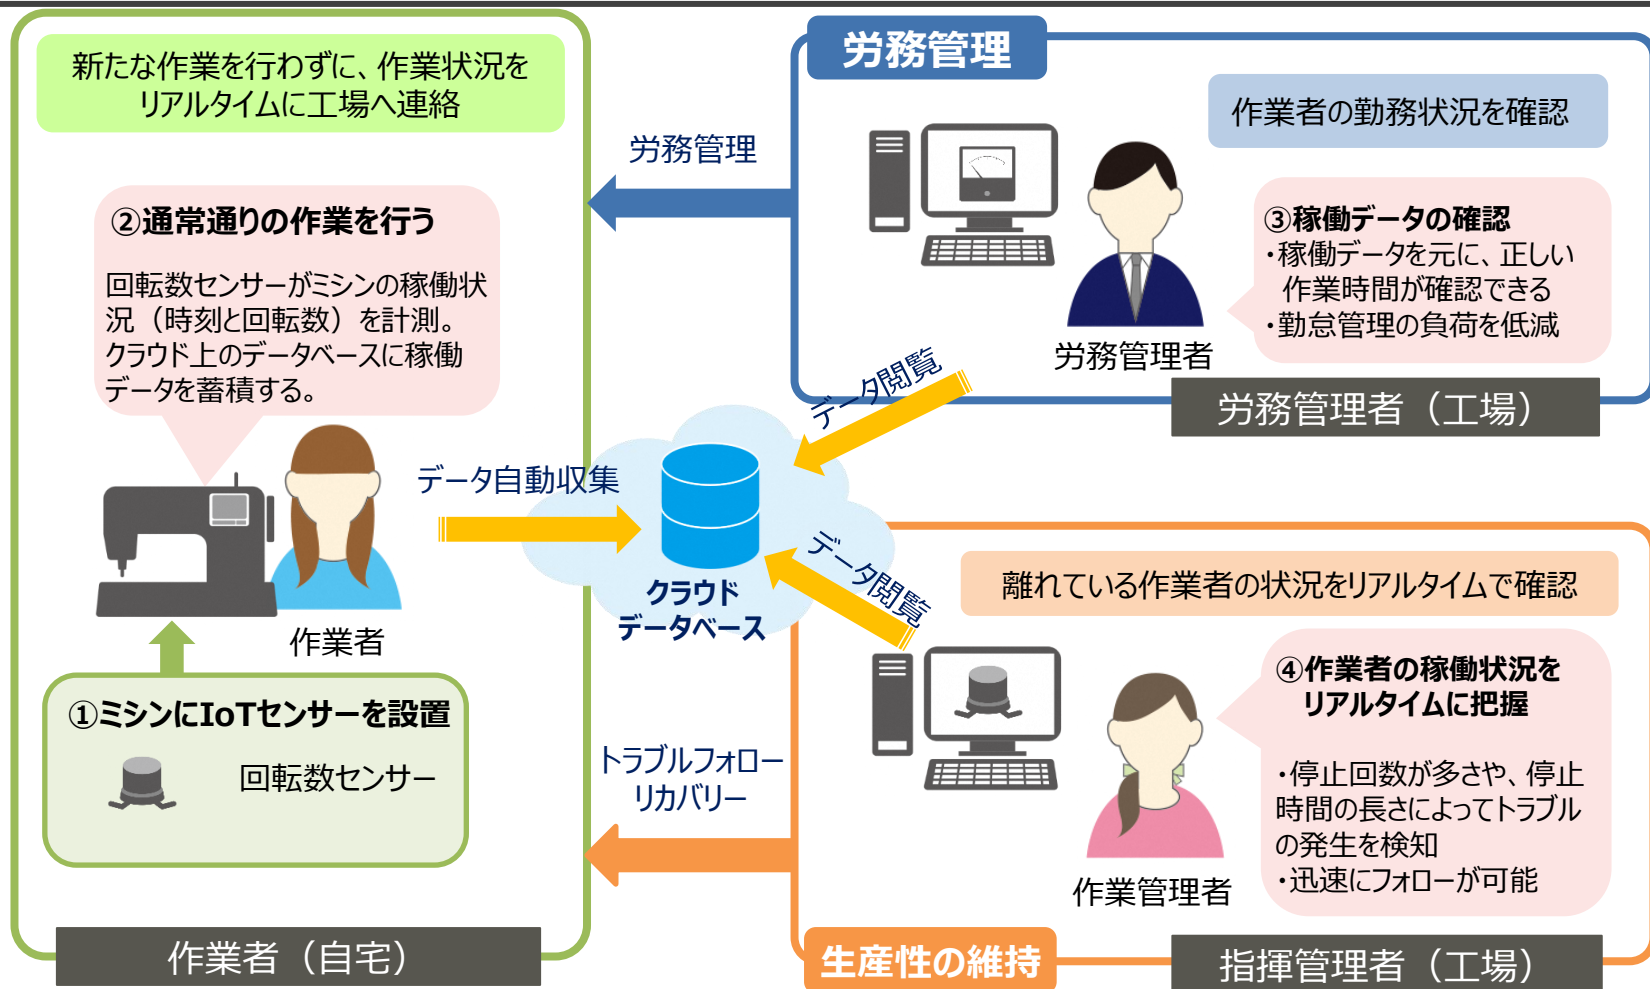 新たな作業を行わずに、作業状況を
リアルタイムに工場へ連絡
②通常通りの作業を行う
回転数センサーがミシンの稼働状
況（時刻と回転数）を計測。
クラウド上のデータベースに稼働
データを蓄積する。
作業者
①ミシンにIoTセンサーを設置
回転数センサー
作業者（自宅）
労務管理
データ自動収集
クラウド
データベース
トラブルフォロー
リカバリー
労務管理
作業者の勤務状況を確認
③稼働データの確認
・稼働データを元に、正しい
作業時間が確認できる
・勤怠管理の負荷を低減
労務管理者
労務管理者（工場）
データ閲覧
データ閲覧
離れている作業者の状況をリアルタイムで確認
④作業者の稼働状況を
リアルタイムに把握
・停止回数が多さや、停止
時間の長さによってトラブル
の発生を検知
・迅速にフォローが可能
作業管理者
生産性の維持
指揮管理者（工場）